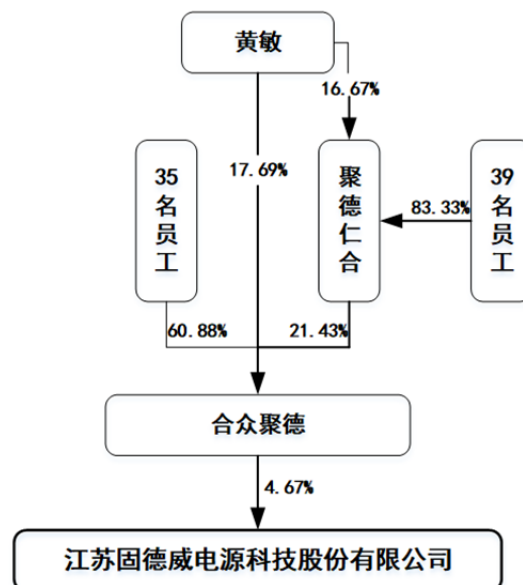 黄敏
16.67%
35
名
员
工
17.69%
聚
德
仁
合
83.33%
39
名
员
工
60.88%
21.43%
合众聚德
4.67%
江苏固德威电源科技股份有限公司